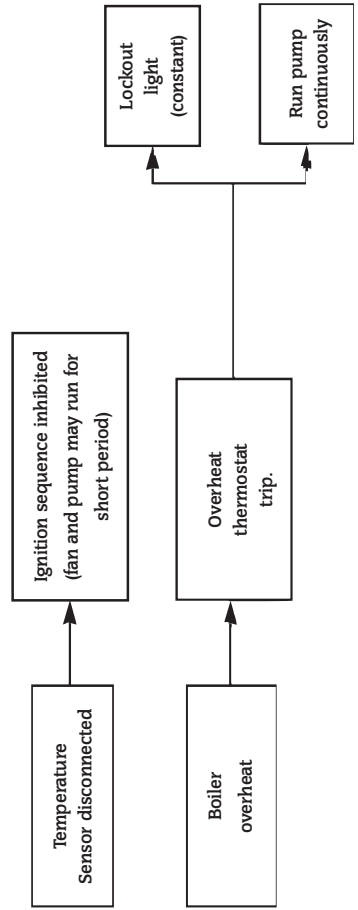 Temperature
Sensor disconnected
Ignition sequence inhibited
(fan and pump may run for
short period)
Boiler
overheat
Overheat
thermostat
trip.
Lockout
light
(constant)
Run pump
continuously